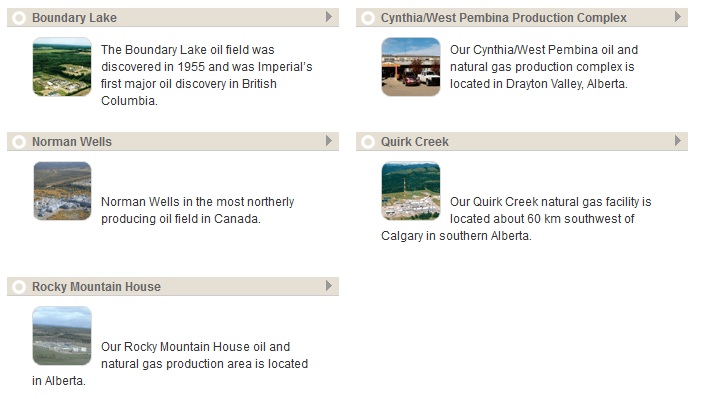 Boundary Lake
The Boundary Lake oil field was
discovered in 1955 and was Imperial's
first major oil discovery in British
Columbia.
Cynthia/West Pembina Production Complex
Our Cynthia/West Pembina oil and
natural gas production complex is
located in Drayton Valley, Alberta.
Norman Wells
Norman Wells in the most northerly
producing oil field in Canada.
Quirk Creek
Our Quirk Creek natural gas facility is
located about 60 km southwest of
Calgary in southern Alberta.
Rocky Mountain House
Our Rocky Mountain House oil and
natural gas production area is located
in Alberta.